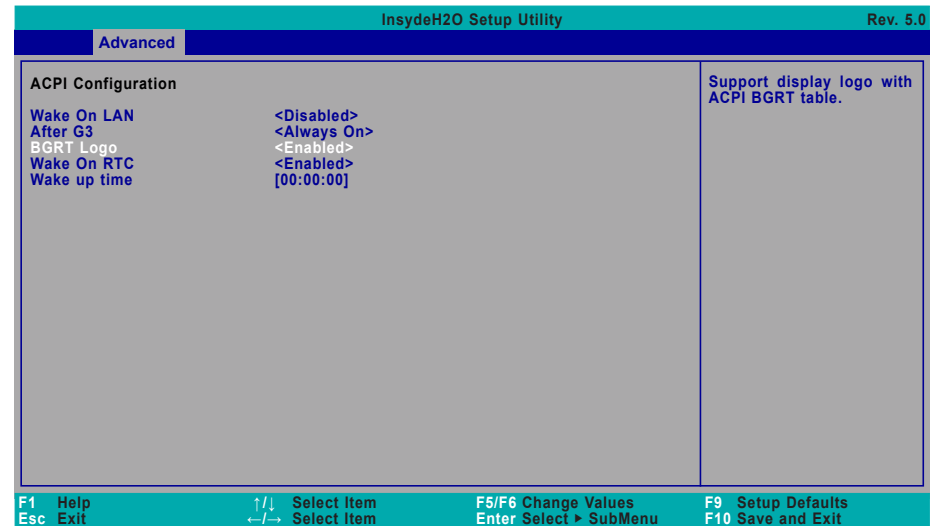 InsydeH2O Setup Utility Rev. 5.0
Advanced
ACPI Configuration
Wake On LAN <Disabled>
After G3 <Always On>
BGRT Logo <Enabled>
Wake On RTC <Enabled>
Wake up time [00:00:00]
Support display logo with
ACPI BGRT table.
F1 Help ↑/↓ Select Item F5/F6 Change Values F9 Setup Defaults
Esc Exit ←/→ Select Item Enter Select ▶ SubMenu F10 Save and Exit